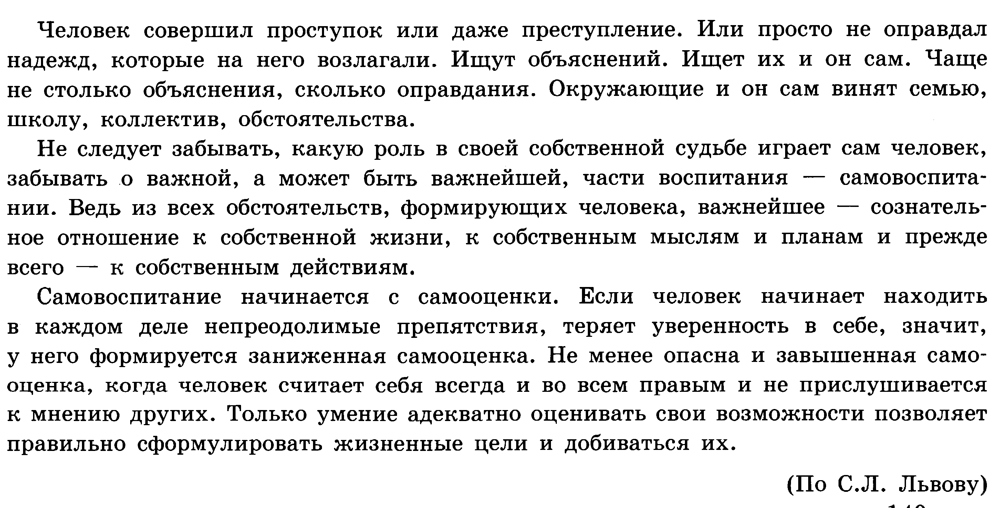 Человек совершил проступок или даже преступление. Или просто не оправдал
надежд, которые на него возлагали. Ищут объяснений. Ищет их и он сам. Чаще
не столько объяснения, сколько оправдания. Окружающие и он сам винят семью,
школу, коллектив, обстоятельства.
Не следует забывать, какую роль в своей собственной судьбе играет сам человек,
забывать о важной, а может быть важнейшей, части воспитания — самовоспита-
нии. Ведь из всех обстоятельств, формирующих человека, важнейшее — сознатель-
ное отношение к собственной жизни, к собственным мыслям и планам и прежде
всего — к собственным действиям.
Самовоспитание начинается с самооценки. Если человек начинает находить
в каждом деле непреодолимые препятствия, теряет уверенность в себе, значит,
у него формируется заниженная самооценка. Не менее опасна и завышенная само-
оценка, когда человек считает себя всегда и во всем правым и не прислушивается
к мнению других. Только умение адекватно оценивать свои возможности позволяет
правильно сформулировать жизненные цели и добиваться их.
(По С.Л. Львову)